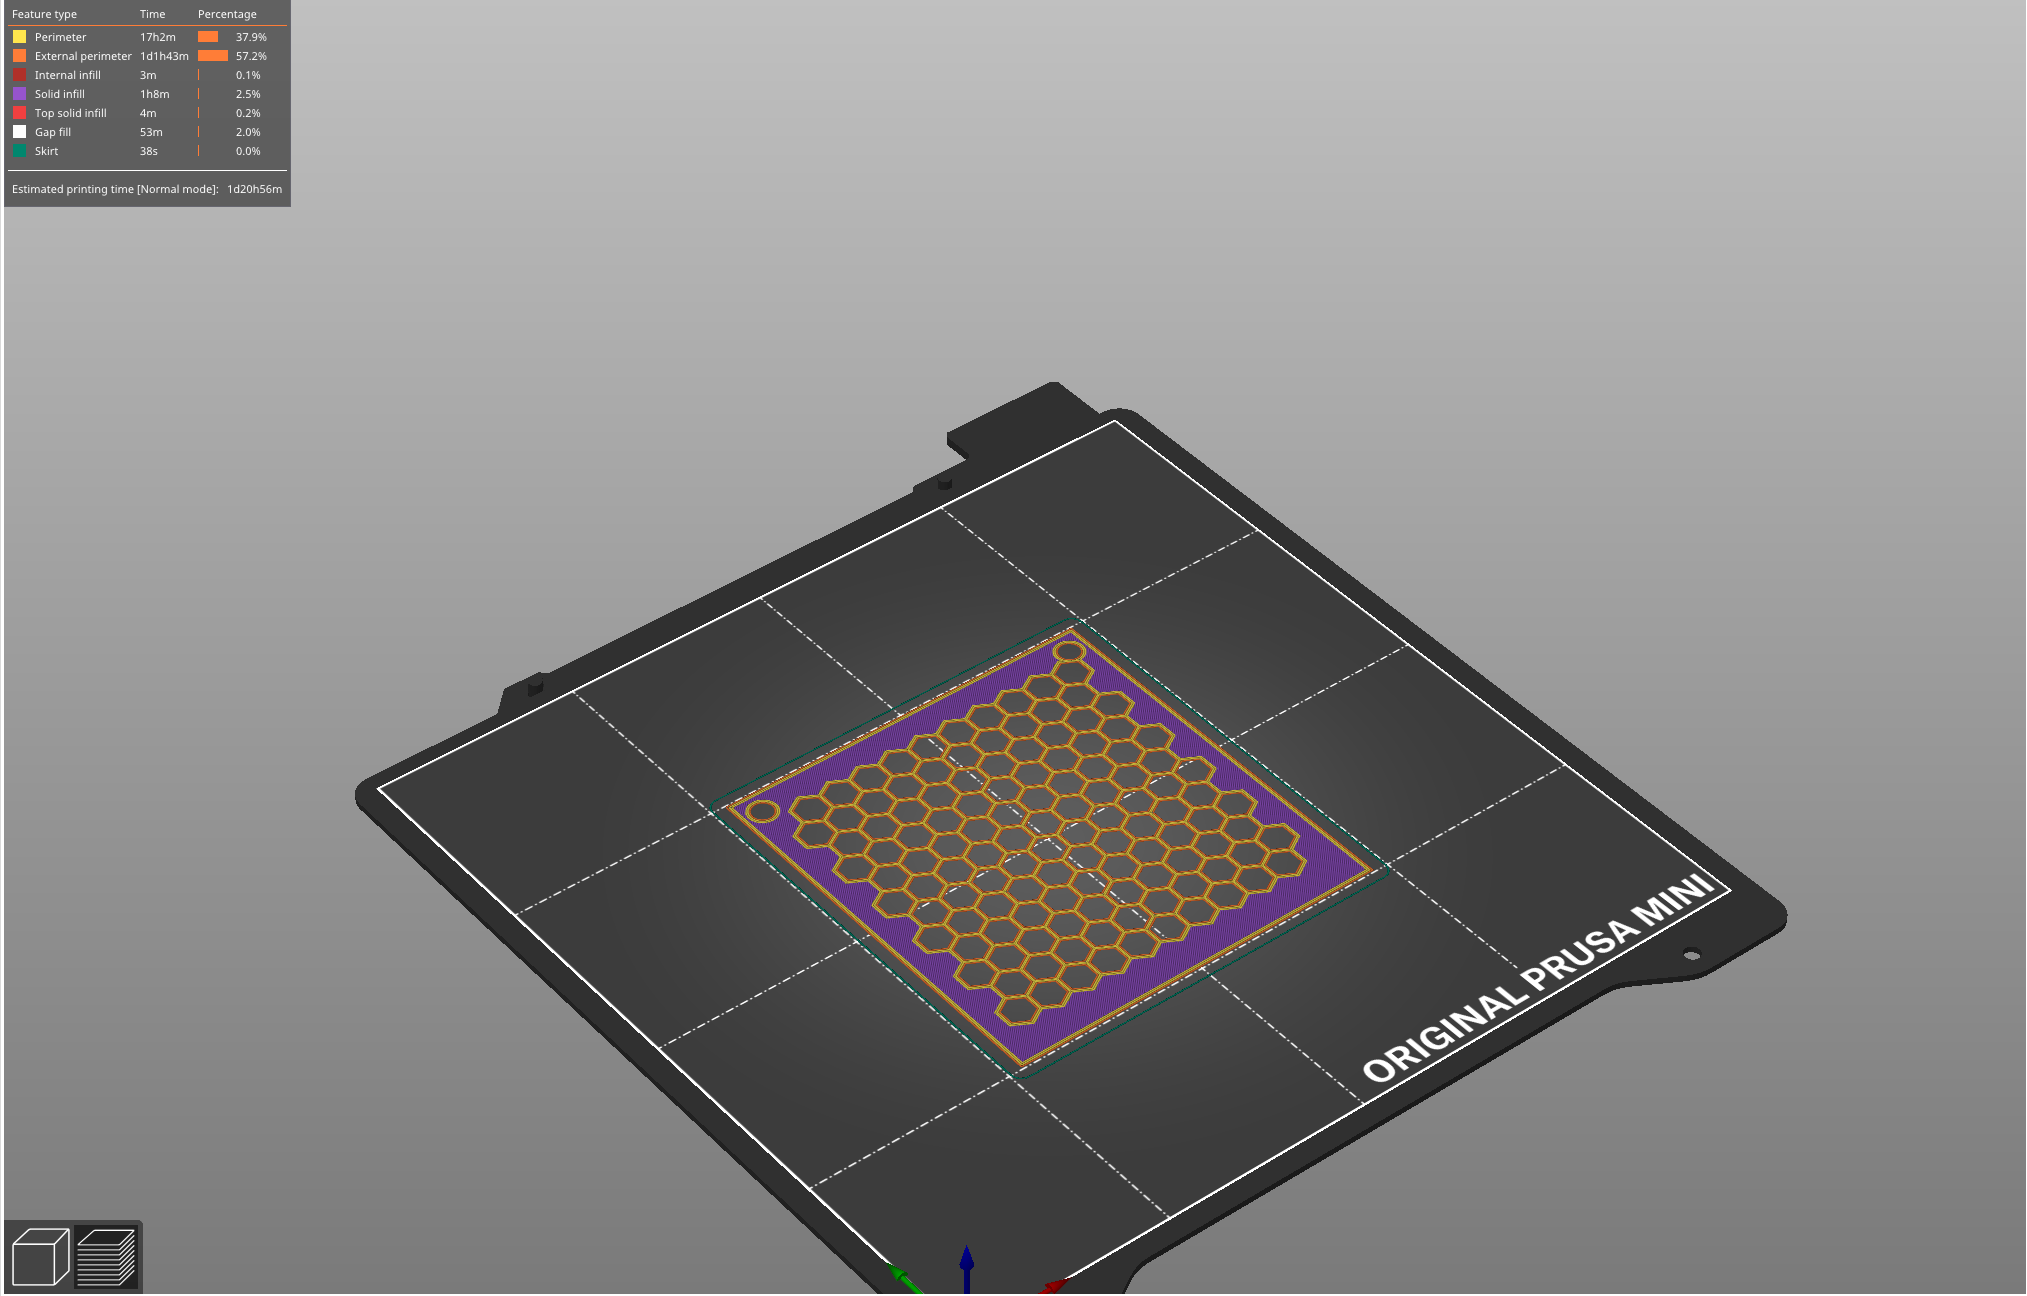 Feature type Time Percentage
Perimeter 17h2m 37.9%
External perimeter 1d1h43m 57.2%
Internal infill 3m 0.1%
Solid infill 1h8m 2.5%
Top solid infill 4m 0.2%
Gap fill 53m 2.0%
Skirt 38s 0.0%
Estimated printing time [Normal mode]: 1d20h56m
ORIGINAL PRUSA MINI